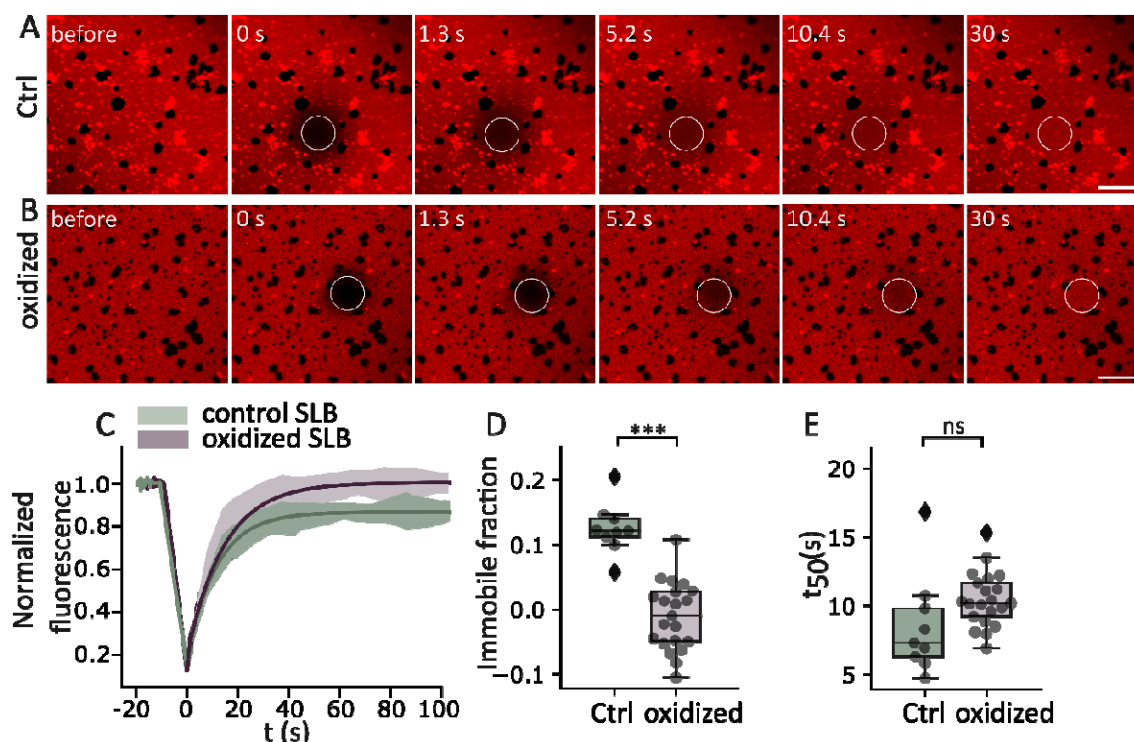 A
Ctrl
before
0 s
1.3 s
5.2 s
10.4 s
30 s
B
oxidized
before
0 s
1.3 s
5.2 s
10.4 s
30 s
C
control SLB
oxidized SLB
Normalized
fluorescence
1.0
0.8
0.6
0.4
0.2
-20 0 20 40 60 80 100
t (s)
D
***
Immobile fraction
0.2
0.1
0.0
−0.1
Ctrl oxidized
E
ns
t50(s)
20
15
10
5
Ctrl oxidized